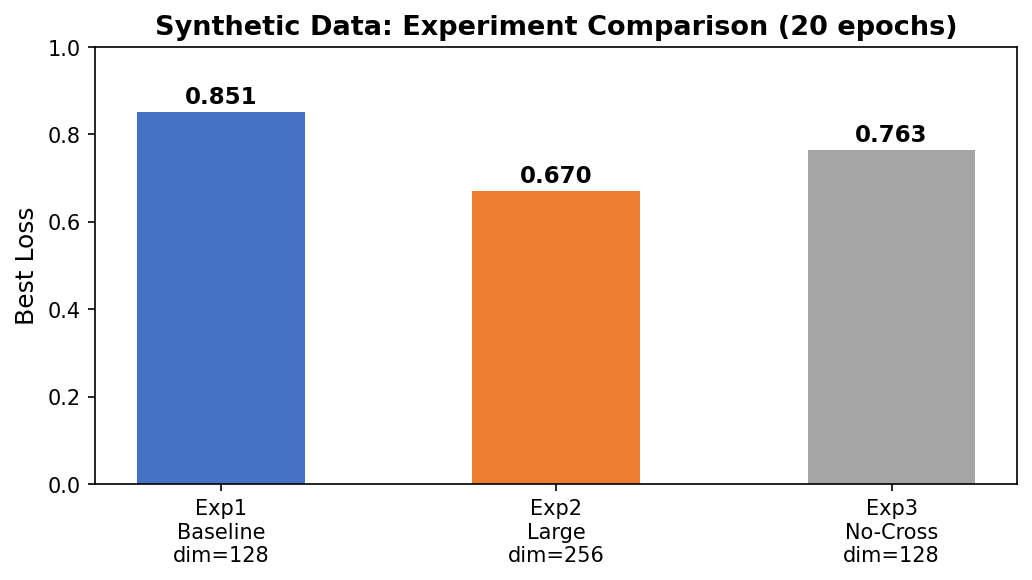 Synthetic Data: Experiment Comparison (20 epochs)
Best Loss
1.0
0.8
0.6
0.4
0.2
0.0
0.851
0.670
0.763
Exp1
Baseline
dim=128
Exp2
Large
dim=256
Exp3
No-Cross
dim=128